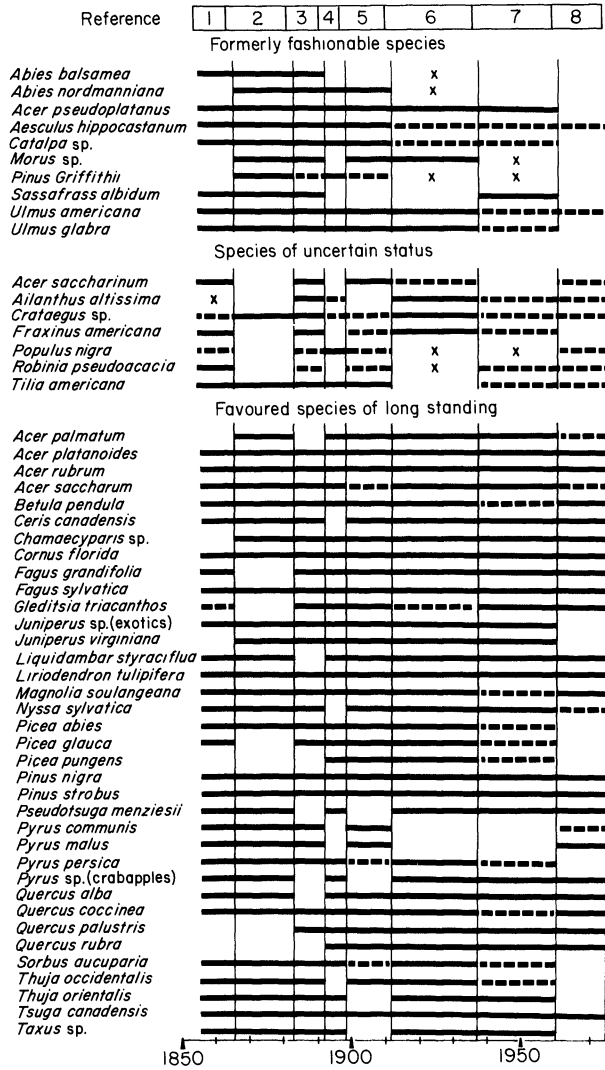 Reference 1 2 3 4 5 6 7 8
Formerly fashionable species
Abies balsamea x
Abies nordmanniana x
Acer pseudoplatanus
Aesculus hippocastanum
Catalpa sp.
Morus sp. x
Pinus Griffithii x x
Sassafrass albidum
Ulmus americana
Ulmus glabra
Species of uncertain status
Acer saccharinum
Ailanthus altissima x
Crataegus sp.
Fraxinus americana
Populus nigra x x
Robinia pseudoacacia x
Tilia americana
Favoured species of long standing
Acer palmatum
Acer platanoides
Acer rubrum
Acer saccharum
Betula pendula
Ceris canadensis
Chamaecyparis sp.
Cornus florida
Fagus grandifolia
Fagus sylvatica
Gleditsia triacanthos
Juniperus sp. (exotics)
Juniperus virginiana
Liquidambar styraciflua
Liriodendron tulipifera
Magnolia soulangeana
Nyssa sylvatica
Picea abies
Picea glauca
Picea pungens
Pinus nigra
Pinus strobus
Pseudotsuga menziesii
Pyrus communis
Pyrus malus
Pyrus persica
Pyrus sp. (crabapples)
Quercus alba
Quercus coccinea
Quercus palustris
Quercus rubra
Sorbus aucuparia
Thuja occidentalis
Thuja orientalis
Tsuga canadensis
Taxus sp.
1850 1900 1950